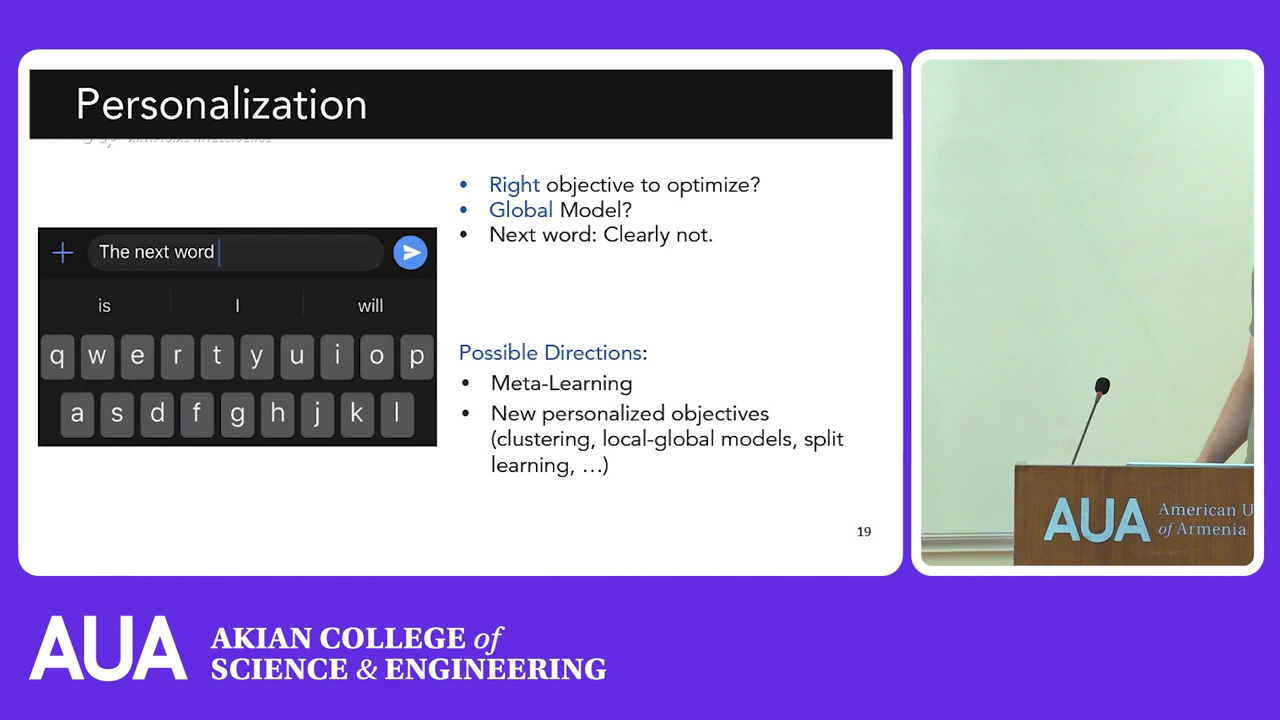 Personalization
• Right objective to optimize?
• Global Model?
• Next word: Clearly not.
The next word
is I will
q w e r t y u i o p
a s d f g h j k l
Possible Directions:
• Meta-Learning
• New personalized objectives
(clustering, local-global models, split
learning, …)
19
AUA American U
of Armenia
AUA AKIAN COLLEGE of
SCIENCE & ENGINEERING